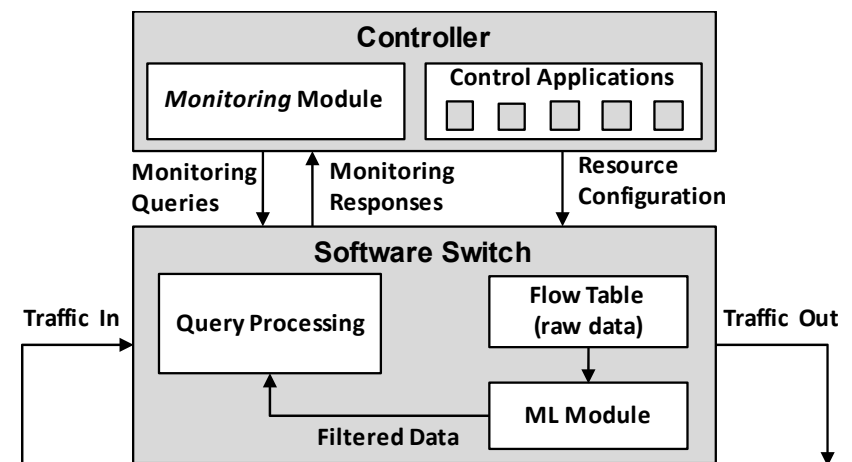 Controller
Monitoring Module
Control Applications
Monitoring
Queries
Monitoring
Responses
Resource
Configuration
Software Switch
Traffic In
Query Processing
Flow Table
(raw data)
Traffic Out
ML Module
Filtered Data